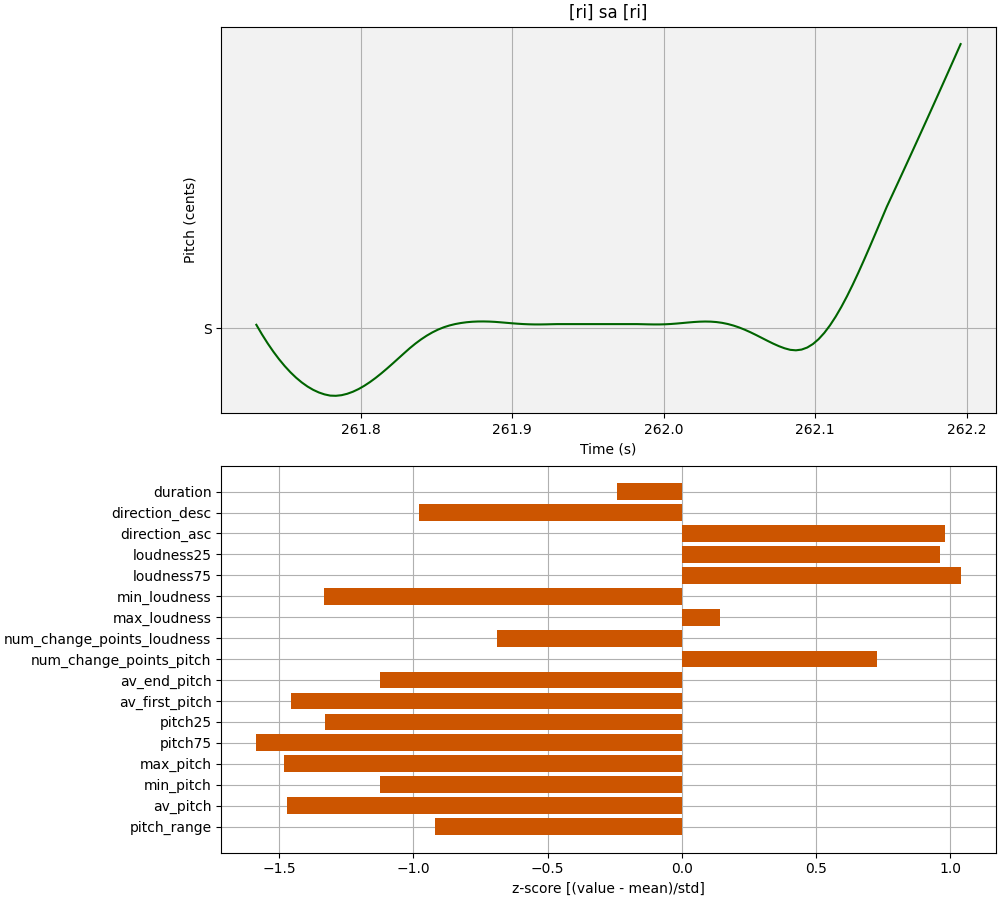 [ri] sa [ri]
Pitch (cents)
S
261.8 261.9 262.0 262.1 262.2
Time (s)
duration
direction_desc
direction_asc
loudness25
loudness75
min_loudness
max_loudness
num_change_points_loudness
num_change_points_pitch
av_end_pitch
av_first_pitch
pitch25
pitch75
max_pitch
min_pitch
av_pitch
pitch_range
−1.5 −1.0 −0.5 0.0 0.5 1.0
z-score [(value - mean)/std]